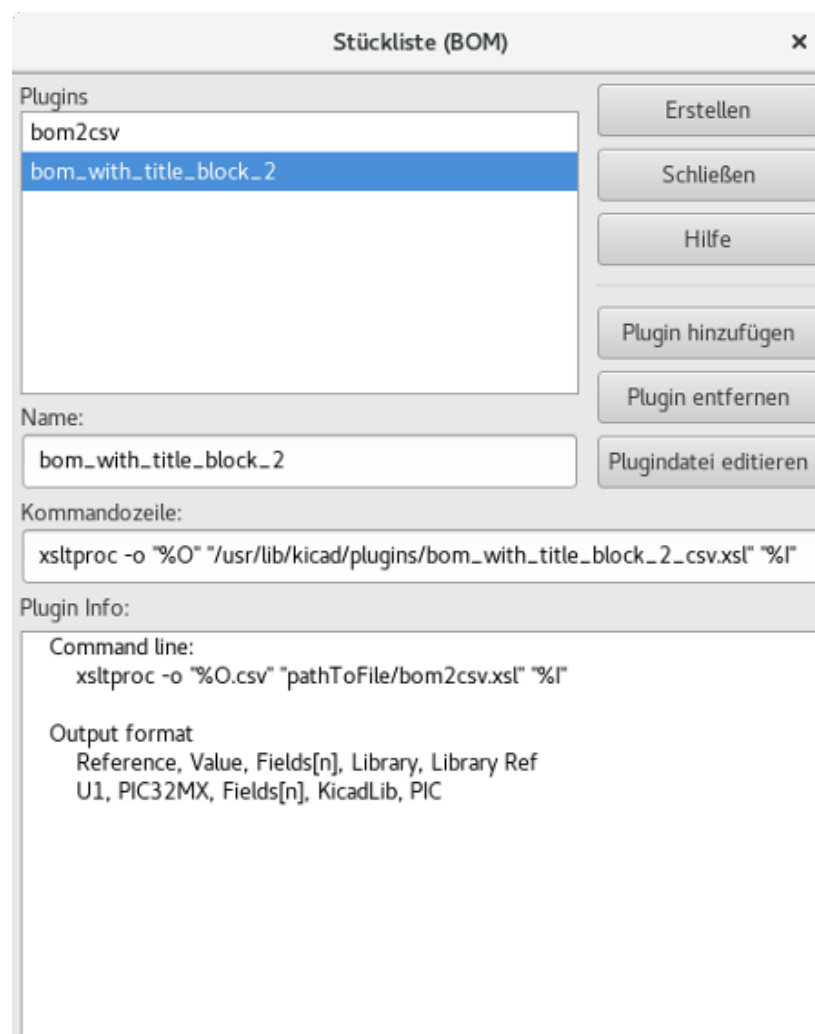 Stückliste (BOM)
Plugins
bom2csv
bom_with_title_block_2
Erstellen
Schließen
Hilfe
Plugin hinzufügen
Plugin entfernen
Plugindatei editieren
Name:
bom_with_title_block_2
Kommandozeile:
xsltproc -o "%O" "/usr/lib/kicad/plugins/bom_with_title_block_2_csv.xsl" "%I"
Plugin Info:
Command line:
xsltproc -o "%O.csv" "pathToFile/bom2csv.xsl" "%I"
Output format
Reference, Value, Fields[n], Library, Library Ref
U1, PIC32MX, Fields[n], KicadLib, PIC